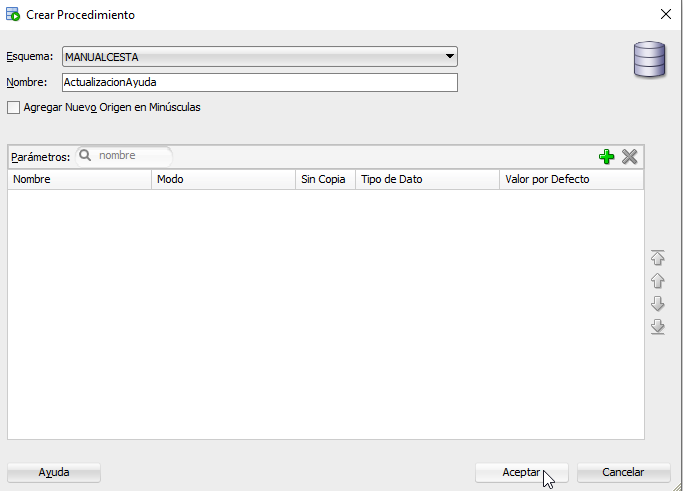 Crear Procedimiento
Esquema: MANUALCESTA
Nombre: ActualizacionAyuda
Agregar Nuevo Origen en Minúsculas
Parámetros: nombre
Nombre Modo Sin Copia Tipo de Dato Valor por Defecto
Ayuda Aceptar Cancelar